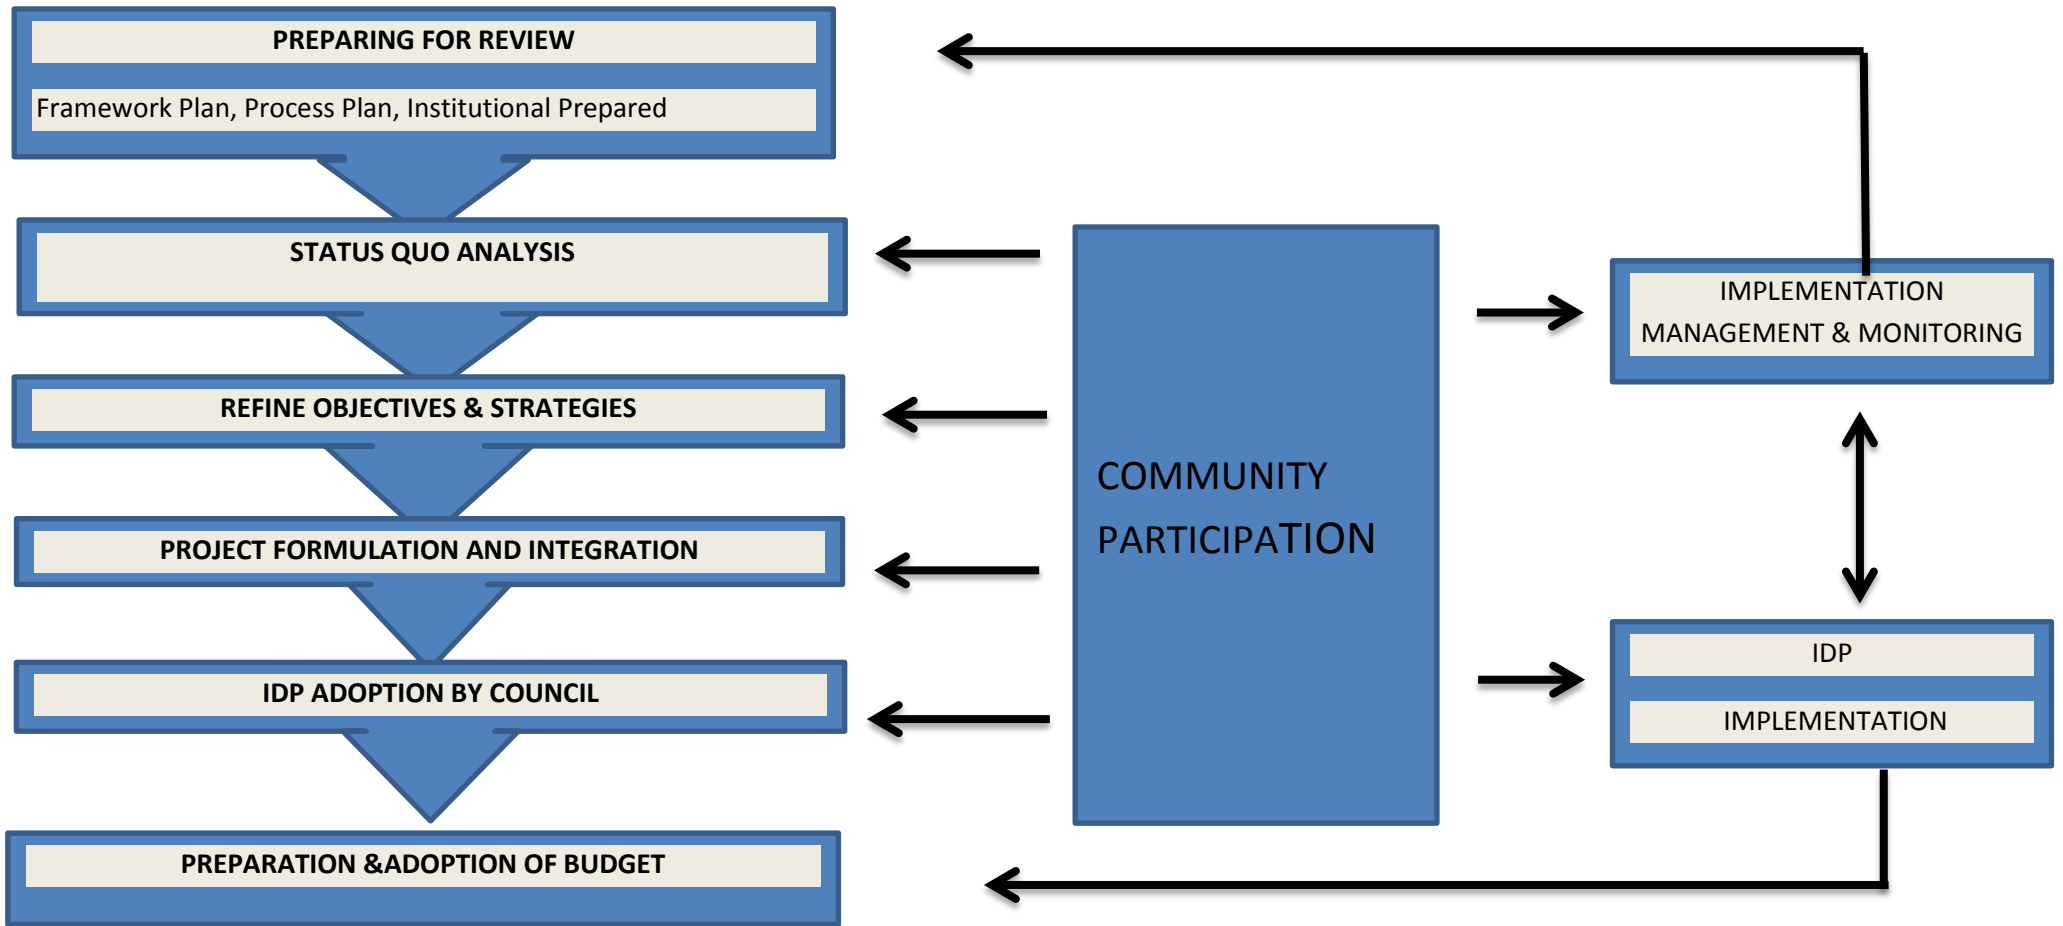 PREPARING FOR REVIEW
Framework Plan, Process Plan, Institutional Prepared
STATUS QUO ANALYSIS
REFINE OBJECTIVES & STRATEGIES
PROJECT FORMULATION AND INTEGRATION
IDP ADOPTION BY COUNCIL
PREPARATION &ADOPTION OF BUDGET
COMMUNITY
PARTICIPATION
IMPLEMENTATION
MANAGEMENT & MONITORING
IDP
IMPLEMENTATION